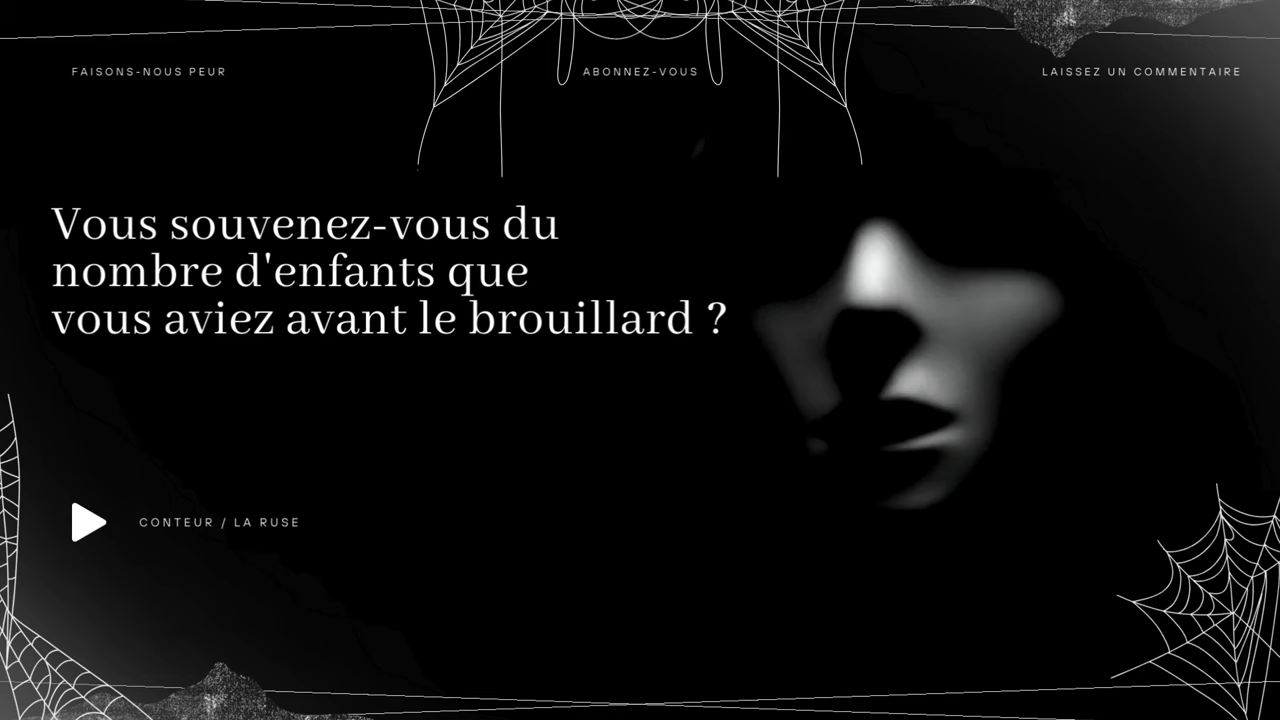 FAISONS-NOUS PEUR
ABONNEZ-VOUS
LAISSEZ UN COMMENTAIRE
Vous souvenez-vous du
nombre d'enfants que
vous aviez avant le brouillard ?
CONTEUR / LA RUSE